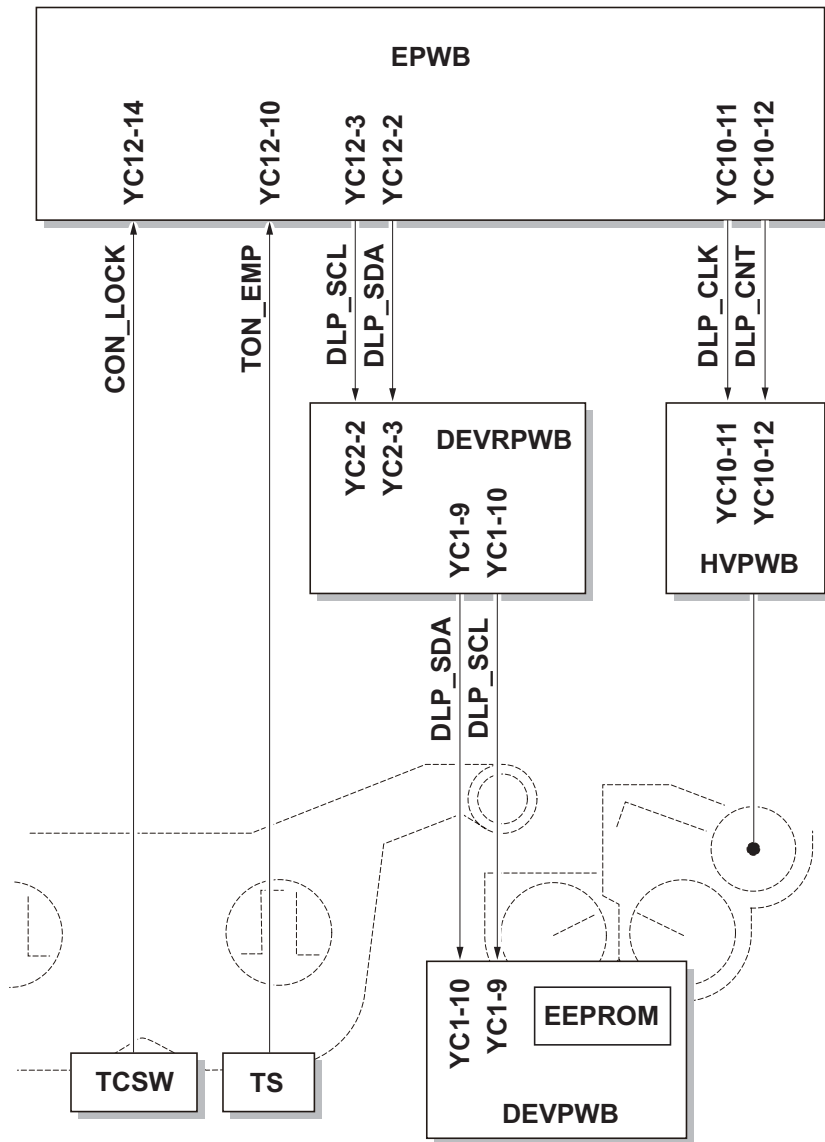 EPWB
YC12-14
YC12-10
YC12-3
YC12-2
YC10-11
YC10-12
CON_LOCK
TON_EMP
DLP_SCL
DLP_SDA
DLP_CLK
DLP_CNT
YC2-2
YC2-3
DEVRPWB
YC1-9
YC1-10
YC10-11
YC10-12
HVPWB
DLP_SDA
DLP_SCL
YC1-10
YC1-9
EEPROM
DEVPWB
TCSW
TS